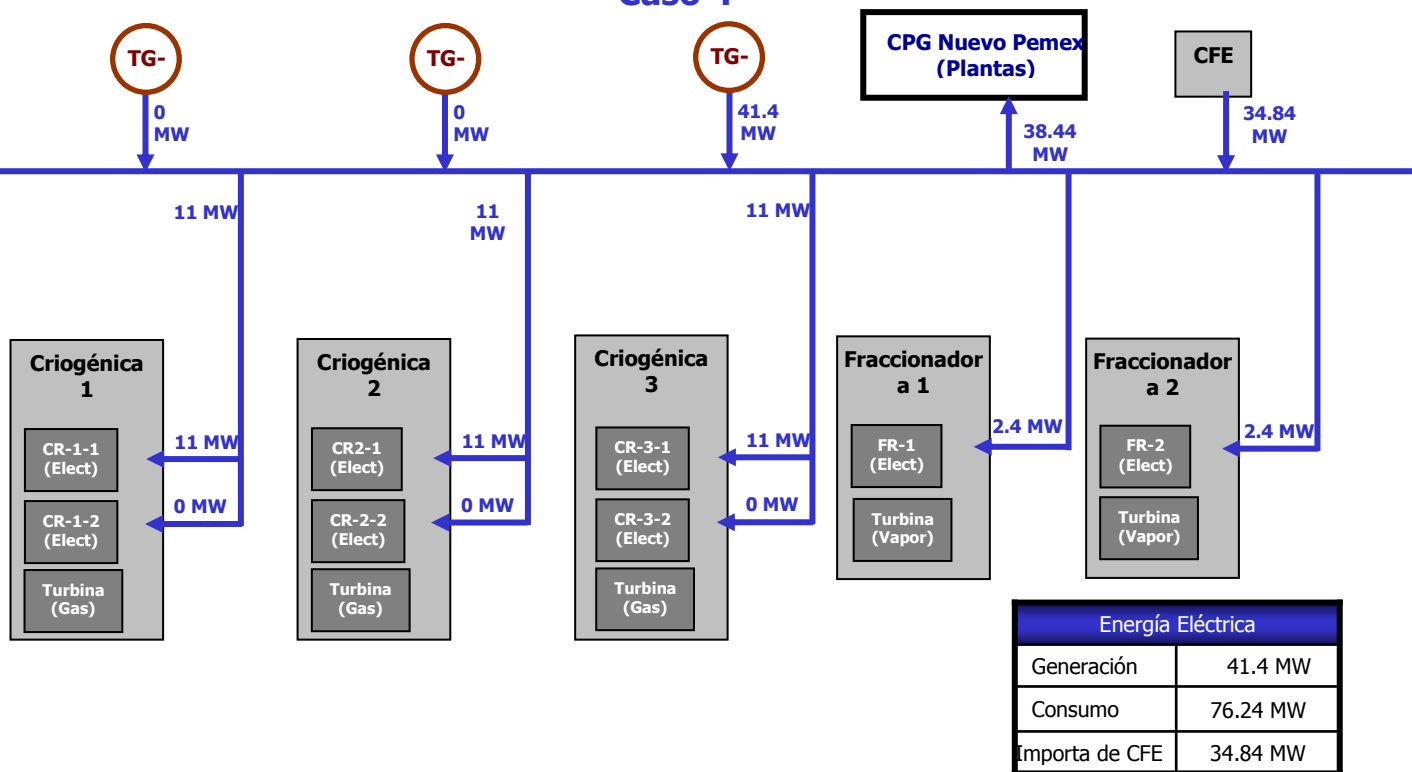 TG-
TG-
TG-
CPG Nuevo Pemex
(Plantas)
CFE
0
MW
0
MW
41.4
MW
38.44
MW
34.84
MW
11 MW
11
MW
11 MW
Criogénica
1
CR-1-1
(Elect)
11 MW
CR-1-2
(Elect)
0 MW
Turbina
(Gas)
Criogénica
2
CR2-1
(Elect)
11 MW
CR-2-2
(Elect)
0 MW
Turbina
(Gas)
Criogénica
3
CR-3-1
(Elect)
11 MW
CR-3-2
(Elect)
0 MW
Turbina
(Gas)
Fraccionador
a 1
FR-1
(Elect)
2.4 MW
Turbina
(Vapor)
Fraccionador
a 2
FR-2
(Elect)
2.4 MW
Turbina
(Vapor)
Energía Eléctrica
Generación 41.4 MW
Consumo 76.24 MW
Importa de CFE 34.84 MW